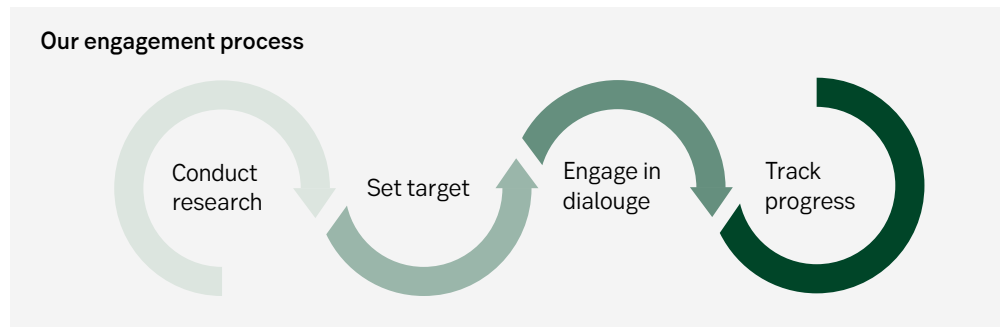 Our engagement process
Conduct
research
Set target
Engage in
dialouge
Track
progress